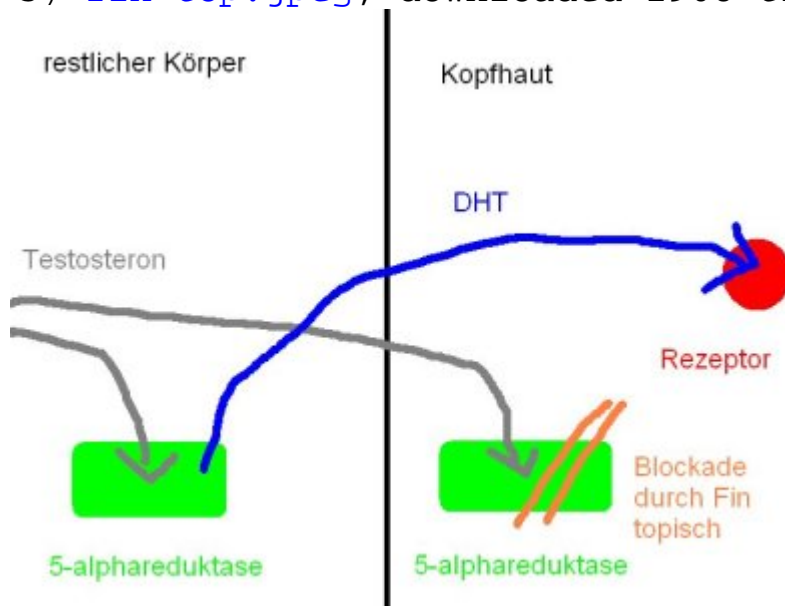 restlicher Körper
Kopfhaut
DHT
Testosteron
Rezeptor
Blockade
durch Fin
topisch
5-alphareduktase
5-alphareduktase